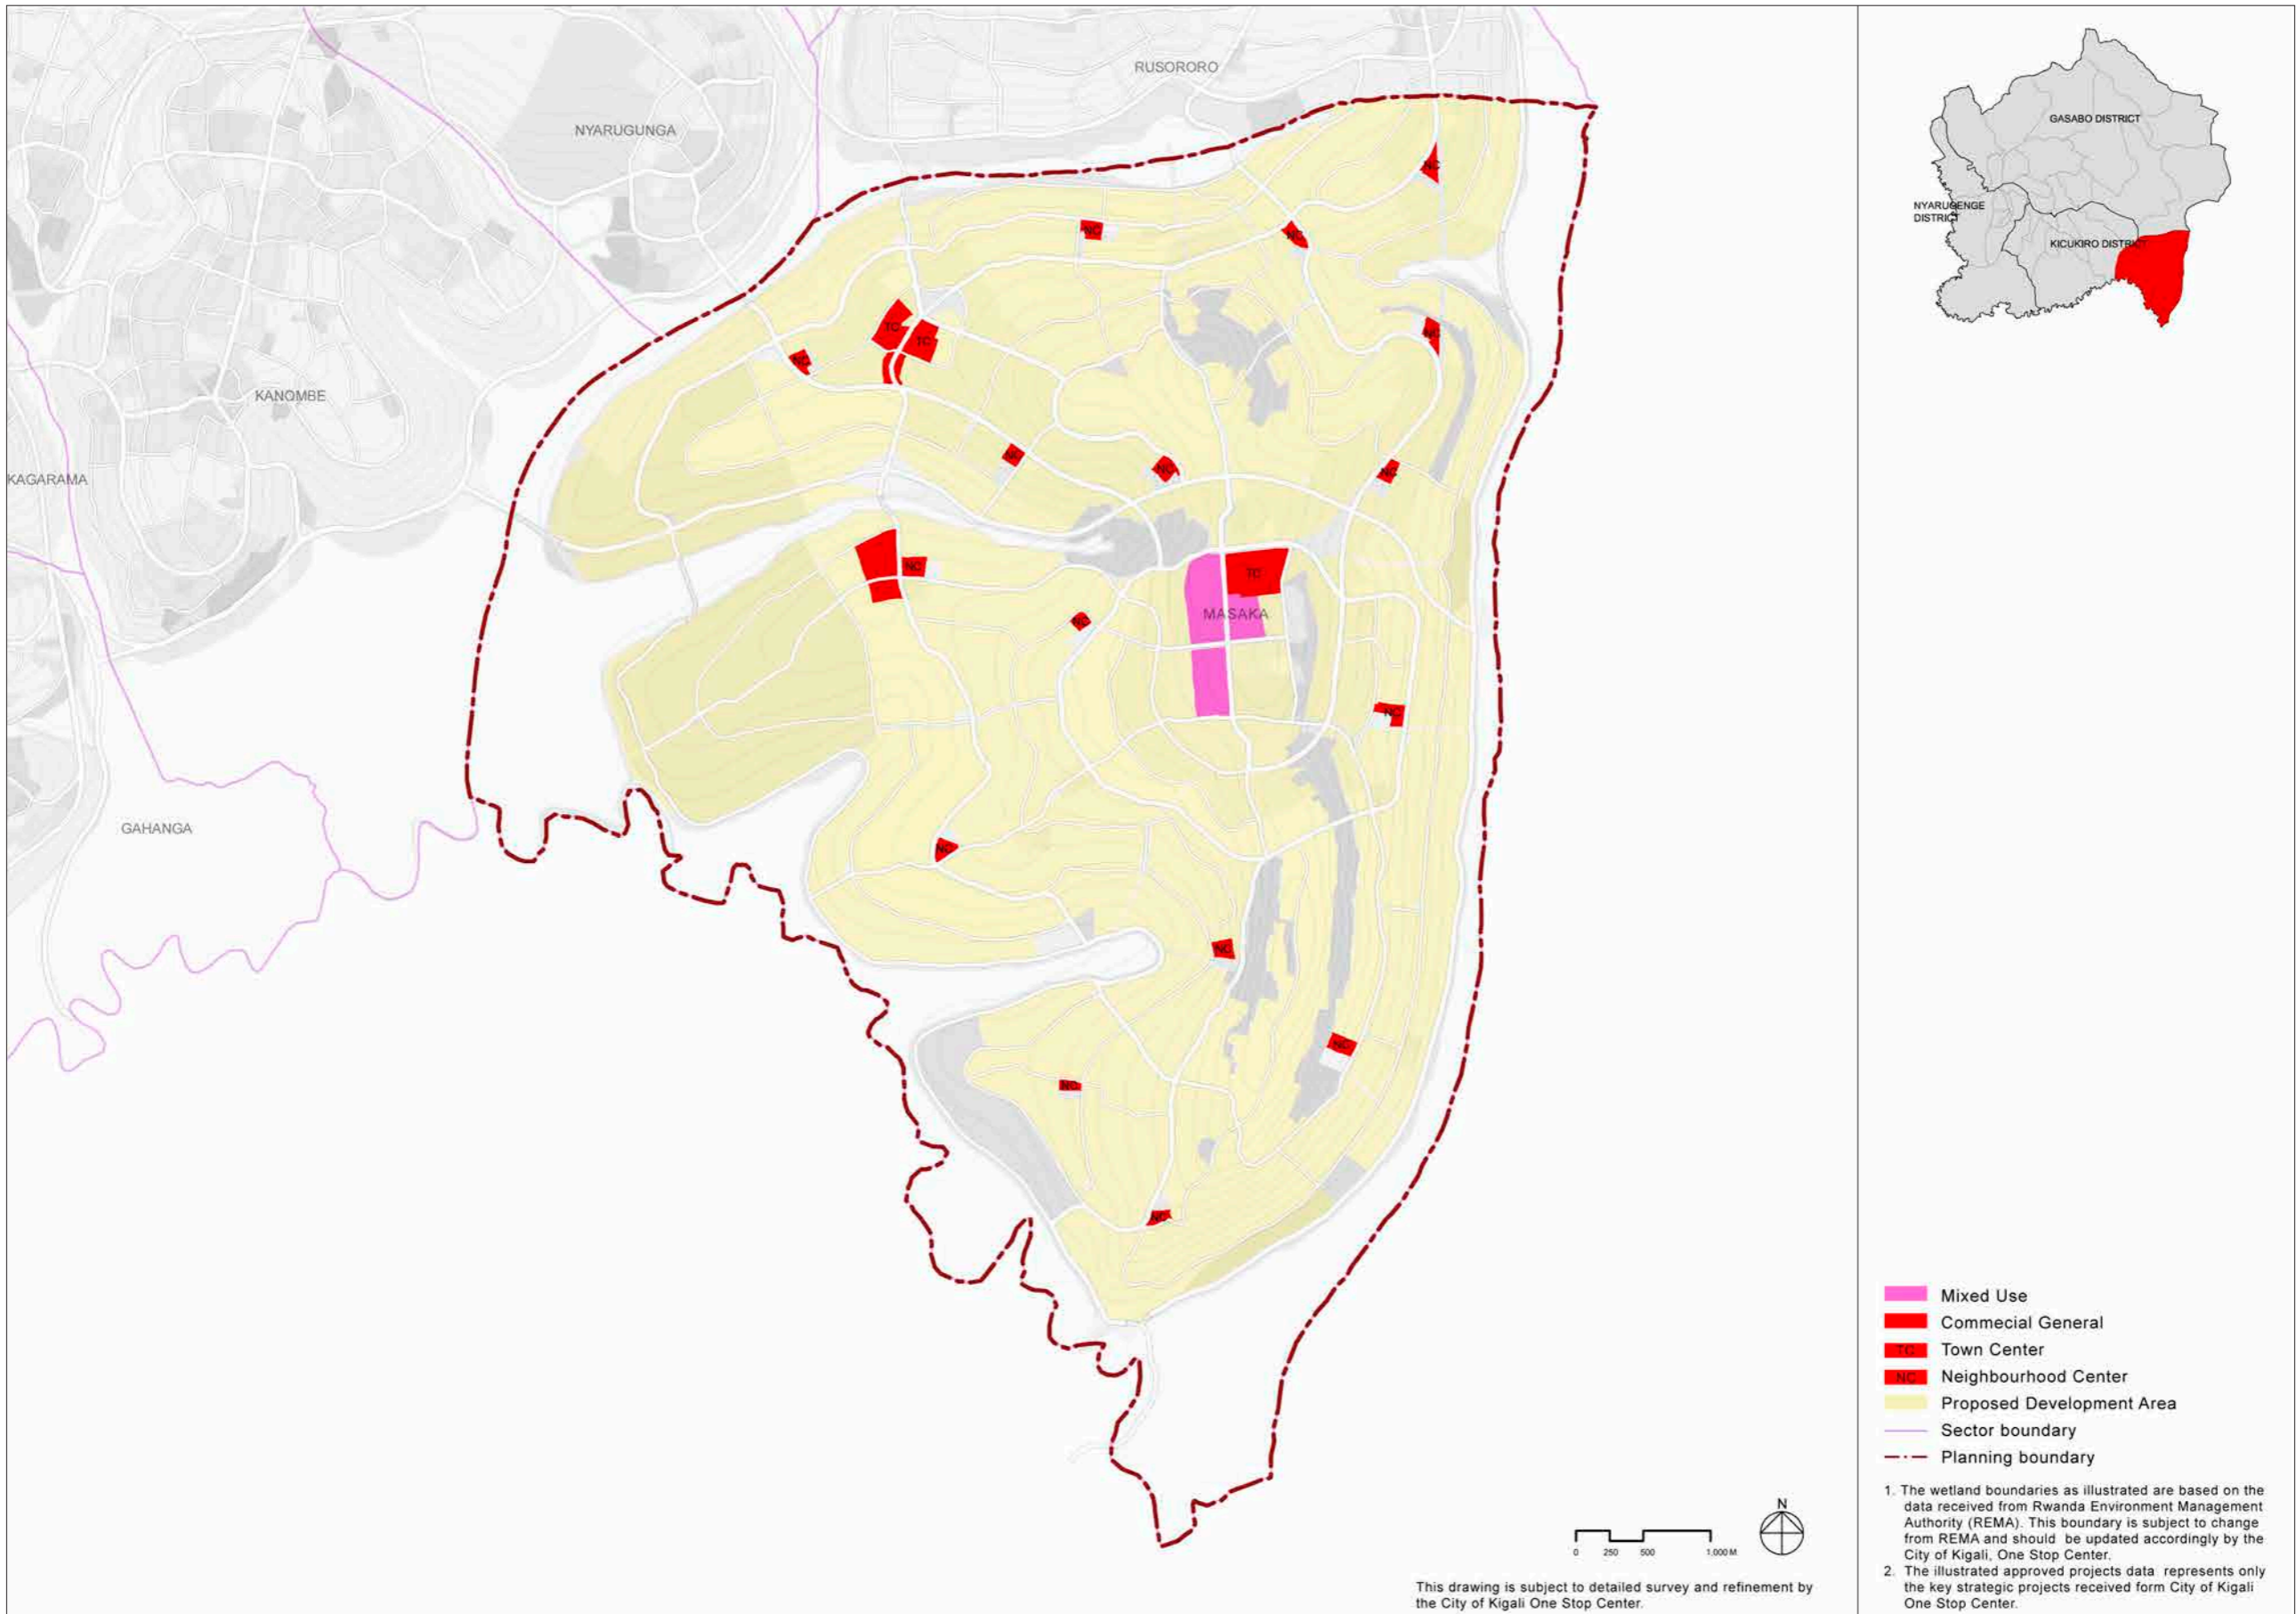 RUSORORO
NYARUGUNGA
KANOMBE
KAGARAMA
GAHANGA
NC
NC
NC
NC
TC
TC
NC
NC
NC
NC
NC
TC
MASAKA
NC
NC
NC
NC
NC
NC
NC
GASABO DISTRICT
NYARUGENGE
DISTRICT
KICUKIRO DISTRICT
Mixed Use
Commecial General
TC Town Center
NC Neighbourhood Center
Proposed Development Area
Sector boundary
Planning boundary
1. The wetland boundaries as illustrated are based on the
data received from Rwanda Environment Management
Authority (REMA). This boundary is subject to change
from REMA and should be updated accordingly by the
City of Kigali, One Stop Center.
2. The illustrated approved projects data represents only
the key strategic projects received form City of Kigali
One Stop Center.
N
0 250 500 1,000 M
This drawing is subject to detailed survey and refinement by
the City of Kigali One Stop Center.